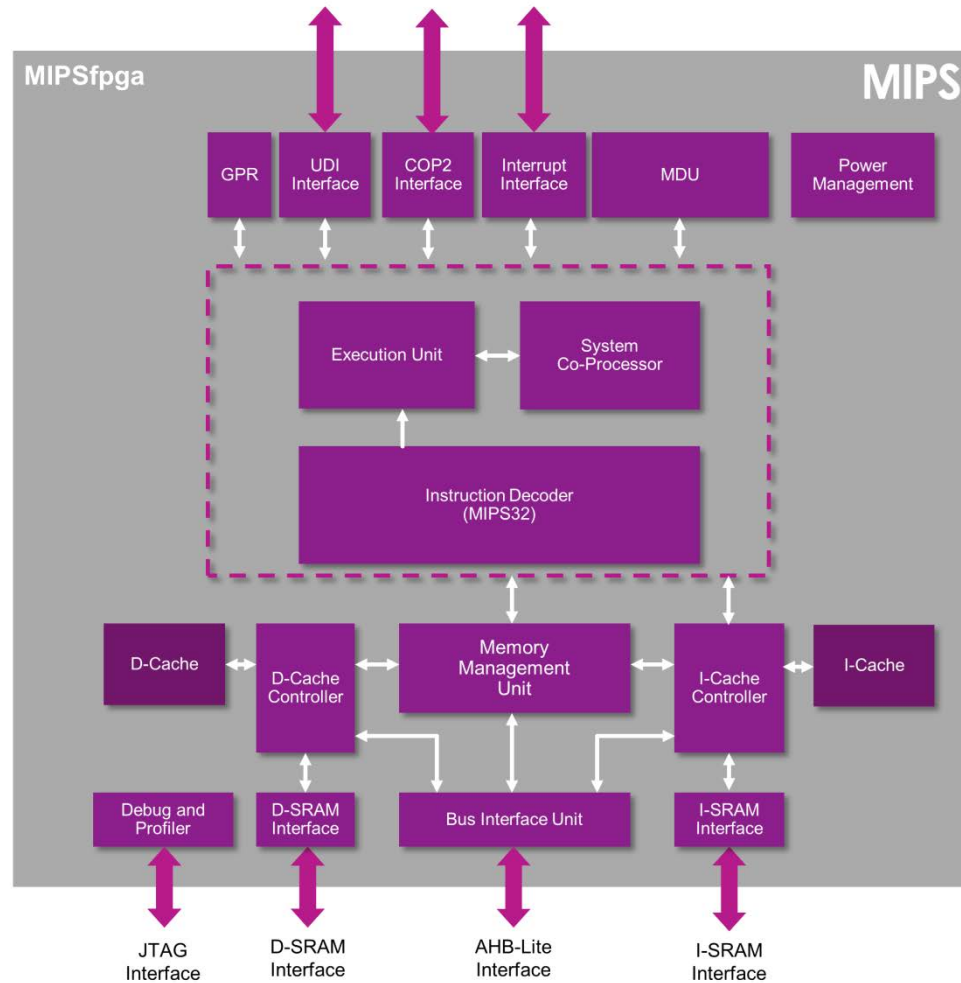 MIPSfpga
MIPS
GPR
UDI
Interface
COP2
Interface
Interrupt
Interface
MDU
Power
Management
Execution Unit
System
Co-Processor
Instruction Decoder
(MIPS32)
D-Cache
D-Cache
Controller
Memory
Management
Unit
I-Cache
Controller
I-Cache
Debug and
Profiler
D-SRAM
Interface
Bus Interface Unit
I-SRAM
Interface
JTAG
Interface
D-SRAM
Interface
AHB-Lite
Interface
I-SRAM
Interface